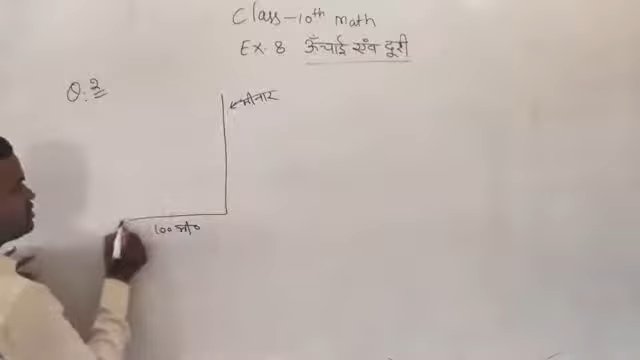 Class-10th math
Ex. 8 ऊँचाई एंव दूरी
Q. 2
मीनार
100 मी०